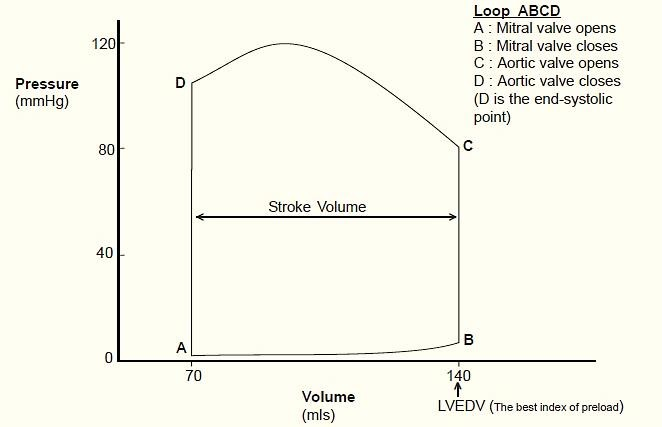 Loop ABCD
A : Mitral valve opens
B : Mitral valve closes
C : Aortic valve opens
D : Aortic valve closes
(D is the end-systolic
point)
Pressure
(mmHg)
120
80
40
0
D
C
Stroke Volume
A
B
70
140
Volume
(mls)
LVEDV (The best index of preload)